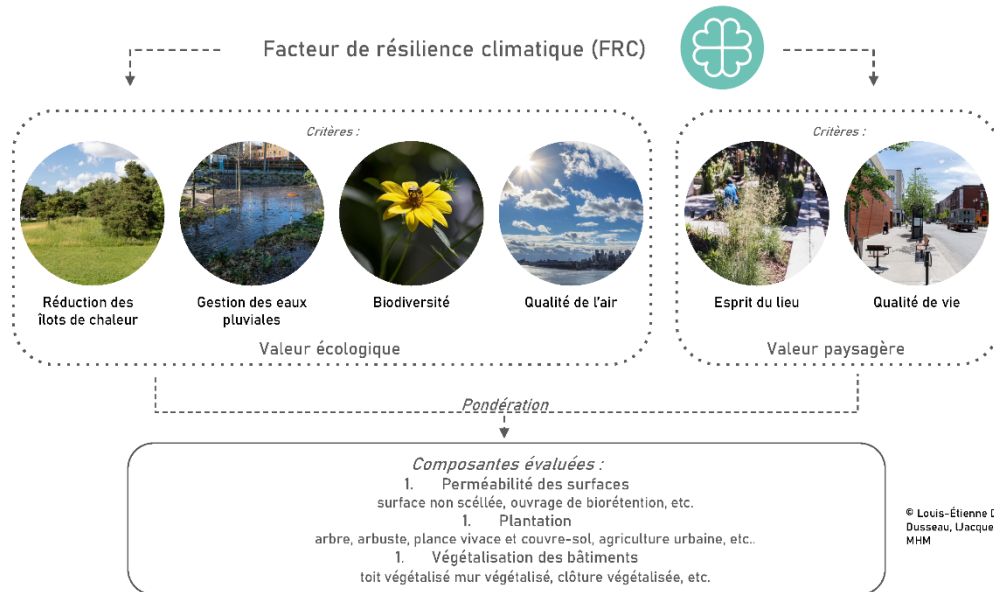 Facteur de résilience climatique (FRC)
Critères :
Réduction des
îlots de chaleur
Gestion des eaux
pluviales
Biodiversité
Qualité de l'air
Valeur écologique
Critères :
Esprit du lieu
Qualité de vie
Valeur paysagère
Pondération
Composantes évaluées :
1. Perméabilité des surfaces
surface non scéllée, ouvrage de biorétention, etc.
1. Plantation
arbre, arbuste, plance vivace et couvre-sol, agriculture urbaine, etc..
1. Végétalisation des bâtiments
toit végétalisé mur végétalisé, clôture végétalisée, etc.
© Louis-Étienne
Dusseau,
MHM